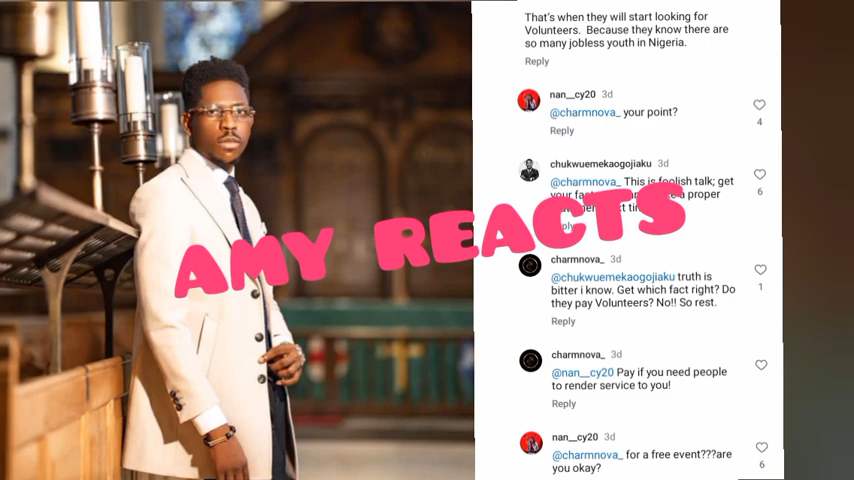 That's when they will start looking for
Volunteers. Because they know there are
so many jobless youth in Nigeria.
Reply
nan__cy20 3d
@charmnova_ your point?
4
Reply
chukwuemekaogojiaku 3d
@charmnova_ This is foolish talk; get
6
your a proper
AMY REACTS
charmnova_ 3d
@chukwuemekaogojiaku truth is
bitter i know. Get which fact right? Do
1
they pay Volunteers? No!! So rest.
Reply
charmnova_ 3d
@nan__cy20 Pay if you need people
to render service to you!
Reply
nan__cy20 3d
@charmnova_ for a free event???are
6
you okay?